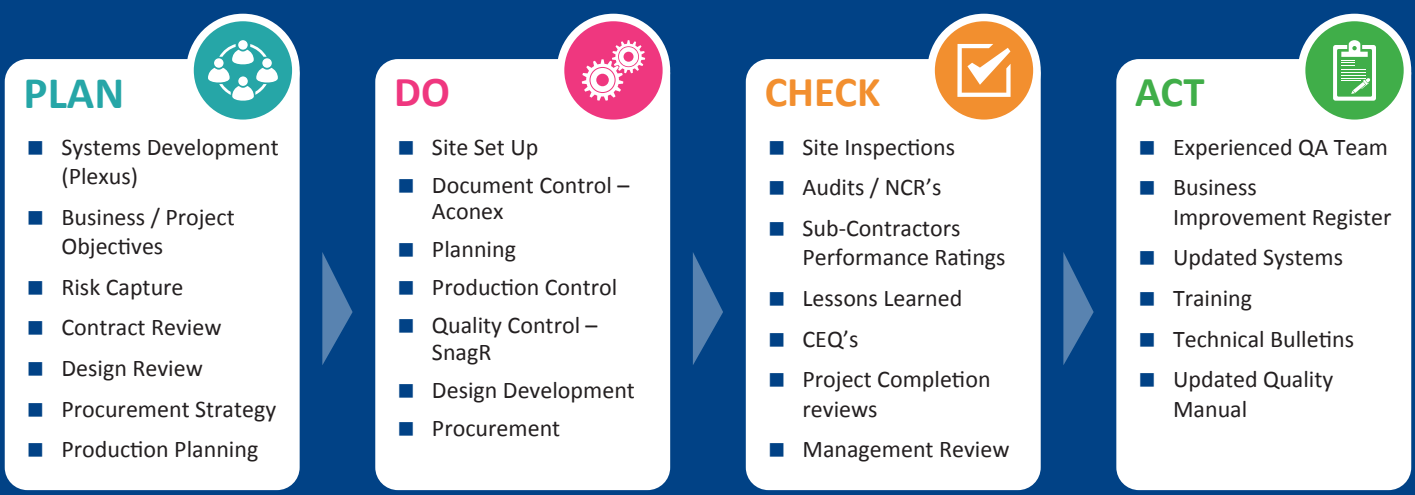 PLAN
Systems Development
(Plexus)
Business / Project
Objectives
Risk Capture
Contract Review
Design Review
Procurement Strategy
Production Planning
DO
Site Set Up
Document Control –
Aconex
Planning
Production Control
Quality Control –
SnagR
Design Development
Procurement
CHECK
Site Inspections
Audits / NCR's
Sub-Contractors
Performance Ratings
Lessons Learned
CEQ's
Project Completion
reviews
Management Review
ACT
Experienced QA Team
Business
Improvement Register
Updated Systems
Training
Technical Bulletins
Updated Quality
Manual